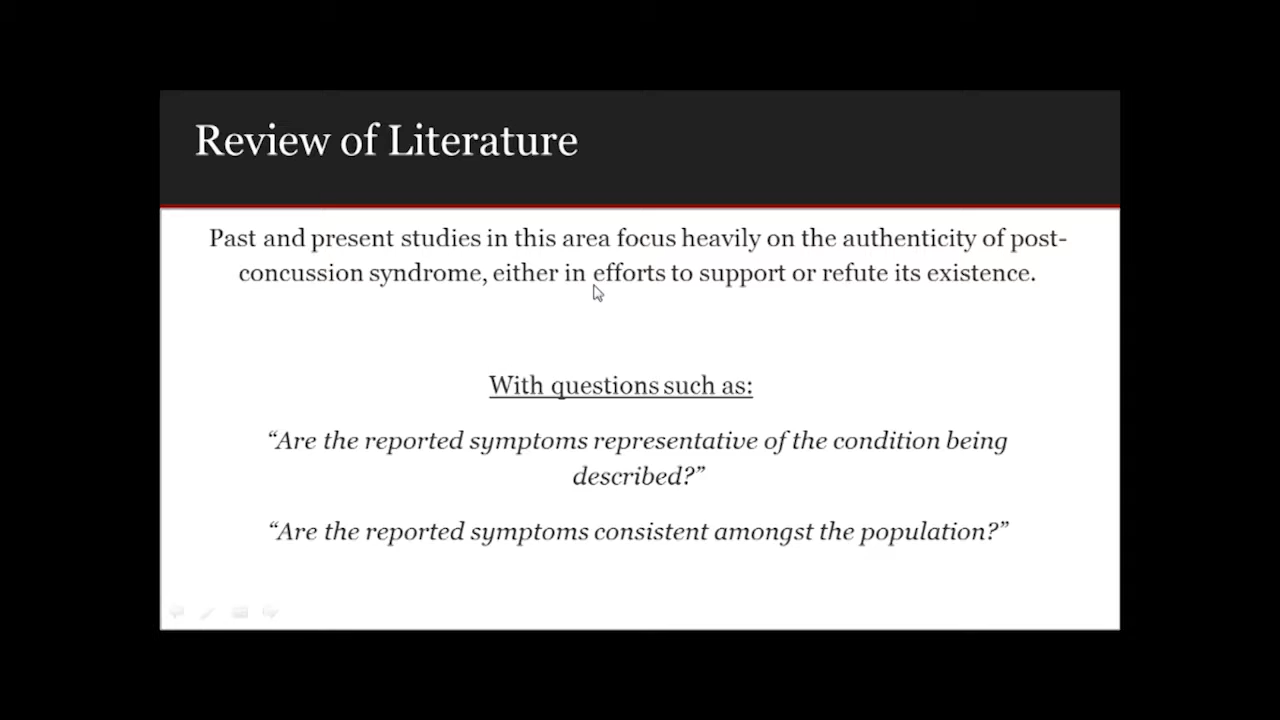 Review of Literature
Past and present studies in this area focus heavily on the authenticity of post-
concussion syndrome, either in efforts to support or refute its existence.
With questions such as:
“Are the reported symptoms representative of the condition being
described?”
“Are the reported symptoms consistent amongst the population?”